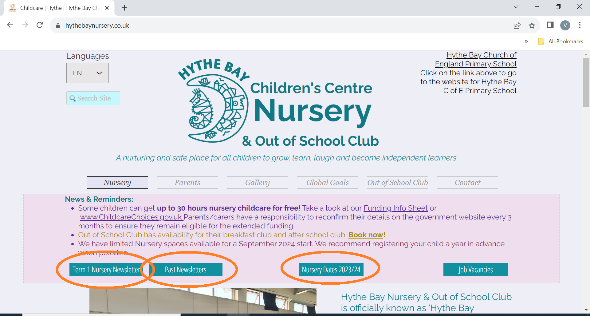 Childcare | Hythe | Hythe Bay Cl
hythebaynursery.co.uk
All Bookmarks
Languages
EN
Search Site
HYTHE BAY
Children's Centre
Nursery
& Out of School Club
Hythe Bay Church of
England Primary School
Click on the link above to go
to the website for Hythe Bay
C of E Primary School
A nurturing and safe place for all children to grow, learn, laugh and become independent learners
Nursery
Parents
Gallery
Global Goals
Out of School Club
Contact
News & Reminders:
Some children can get up to 30 hours nursery childcare for free! Take a look at our Funding Info Sheet or
www.ChildcareChoices.gov.uk Parents/carers have a responsibility to reconfirm their details on the government website every 3
months to ensure they remain eligible for the extended funding.
Out of School Club has availability for their breakfast club and after school club. Book now!
We have limited Nursery spaces available for a September 2024 start. We recommend registering your child a year in advance
Term 1 Nursery Newsletter
Past Newsletters
Nursery Dates 2023/24
Job Vacancies
Hythe Bay Nursery & Out of School Club
is officially known as 'Hythe Bay